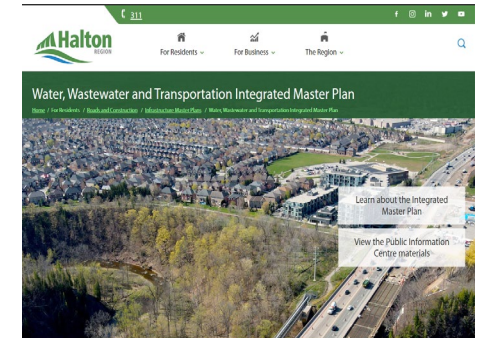 311
Halton
REGION
For Residents
For Business
The Region
Water, Wastewater and Transportation Integrated Master Plan
Home / For Residents / Roads and Construction / Infrastructure Master Plans / Water, Wastewater and Transportation Integrated Master Plan
Learn about the Integrated
Master Plan
View the Public Information
Centre materials